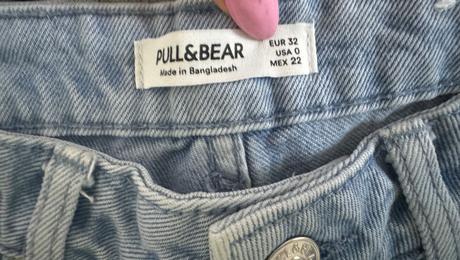 PULL&BEAR
Made in Bangladesh
EUR 32
USA 0
MEX 22